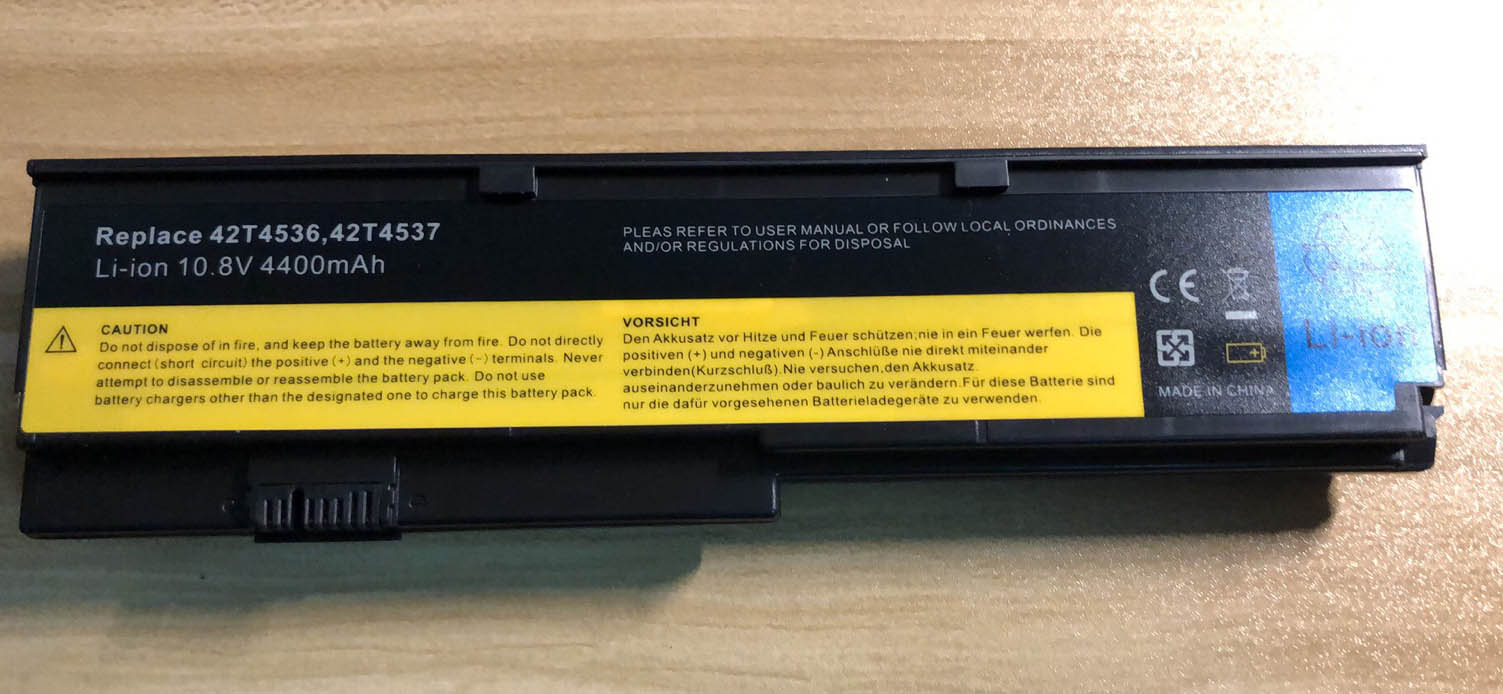 Replace 42T4536,42T4537
Li-ion 10.8V 4400mAh
PLEAS REFER TO USER MANUAL OR FOLLOW LOCAL ORDINANCES
AND/OR REGULATIONS FOR DISPOSAL
CAUTION
Do not dispose of in fire, and keep the battery away from fire. Do not directly
connect (short circuit) the positive (+) and the negative (-) terminals. Never
attempt to disassemble or reassemble the battery pack. Do not use
battery chargers other than the designated one to charge this battery pack.
VORSICHT
Den Akkusatz vor Hitze und Feuer schützen;nie in ein Feuer werfen. Die
positiven (+) und negativen (-) Anschlüße nie direkt miteinander
verbinden(Kurzschluß).Nie versuchen,den Akkusatz.
auseinanderzunehmen oder baulich zu verändern.Für diese Batterie sind
nur die dafür vorgesehenen Batterieladegeräte zu verwenden.
CE
MADE IN CHINA
LI-ion